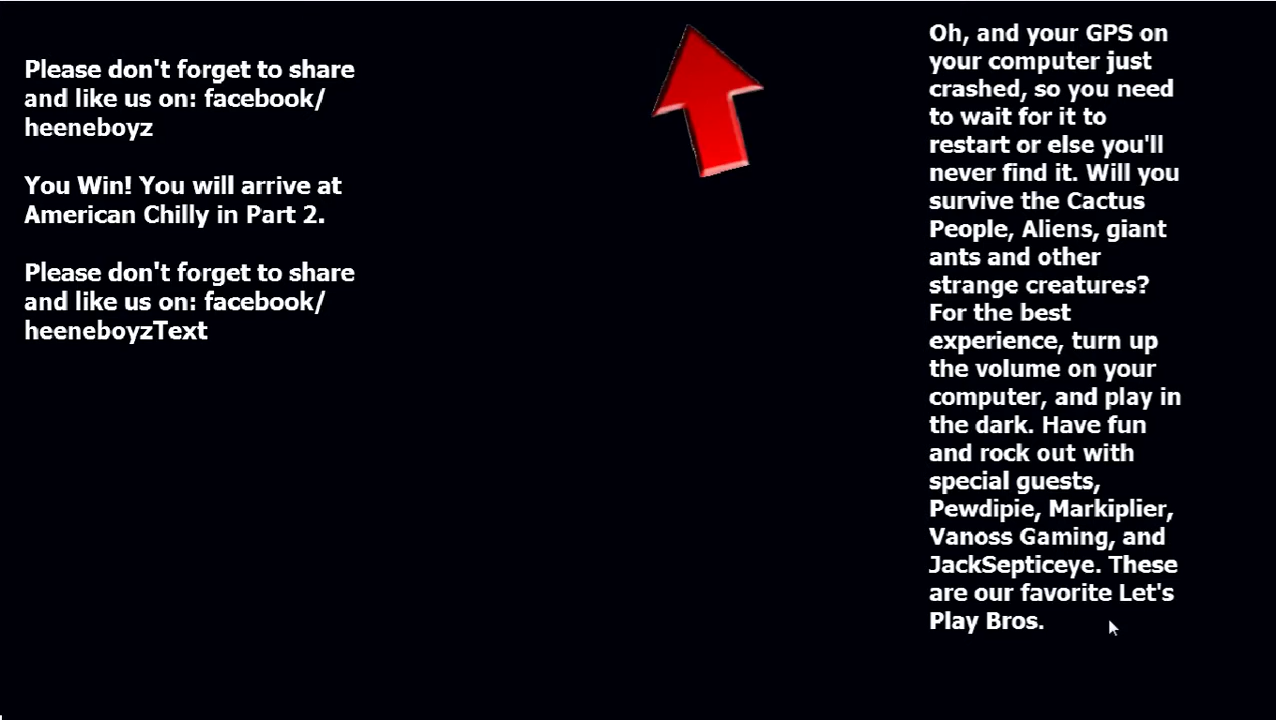 Please don't forget to share
and like us on: facebook/
heeneboyz
You Win! You will arrive at
American Chilly in Part 2.
Please don't forget to share
and like us on: facebook/
heeneboyzText
Oh, and your GPS on
your computer just
crashed, so you need
to wait for it to
restart or else you'll
never find it. Will you
survive the Cactus
People, Aliens, giant
ants and other
strange creatures?
For the best
experience, turn up
the volume on your
computer, and play in
the dark. Have fun
and rock out with
special guests,
Pewdipie, Markiplier,
Vanoss Gaming, and
JackSepticeye. These
are our favorite Let's
Play Bros.